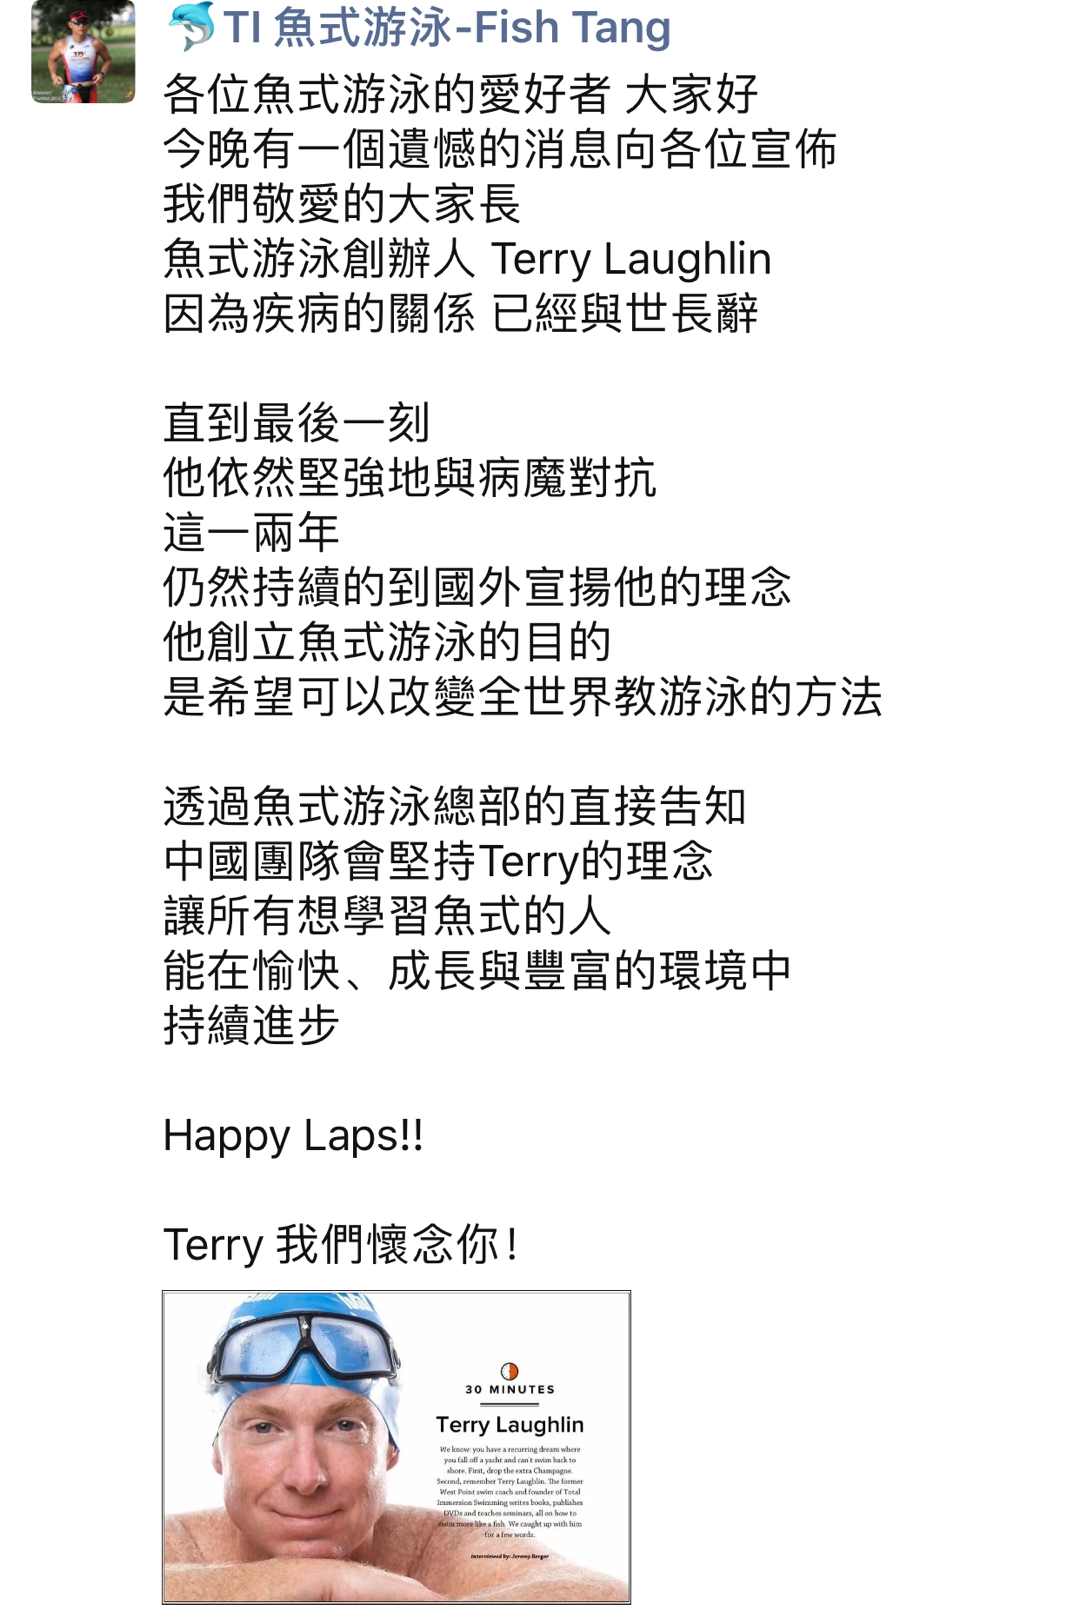 TI 魚式游泳-Fish Tang
各位魚式游泳的愛好者 大家好
今晚有一個遺憾的消息向各位宣佈
我們敬愛的大家長
魚式游泳創辦人 Terry Laughlin
因為疾病的關係 已經與世長辭
直到最後一刻
他依然堅強地與病魔對抗
這一兩年
仍然持續的到國外宣揚他的理念
他創立魚式游泳的目的
是希望可以改變全世界教游泳的方法
透過魚式游泳總部的直接告知
中國團隊會堅持Terry的理念
讓所有想學習魚式的人
能在愉快、成長與豐富的環境中
持續進步
Happy Laps!!
Terry 我們懷念你！
30 MINUTES
Terry Laughlin
We know: you have a recurring dream where
you fall off a yacht and can't swim back to
shore. First, drop the extra Champagne.
Second, remember Terry Laughlin. The former
West Point swim coach and founder of Total
Immersion Swimming writes books, publishes
DVDs and teaches seminars, all on how to
swim more like a fish. We caught up with him
for a few words.
Interviewed by: Jeremy Berger